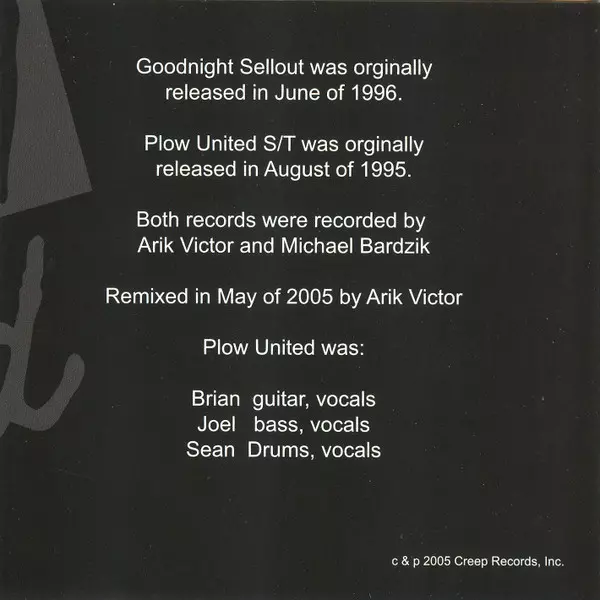 Goodnight Sellout was orginally
released in June of 1996.
Plow United S/T was orginally
released in August of 1995.
Both records were recorded by
Arik Victor and Michael Bardzik
Remixed in May of 2005 by Arik Victor
Plow United was:
Brian guitar, vocals
Joel bass, vocals
Sean Drums, vocals
c & p 2005 Creep Records, Inc.